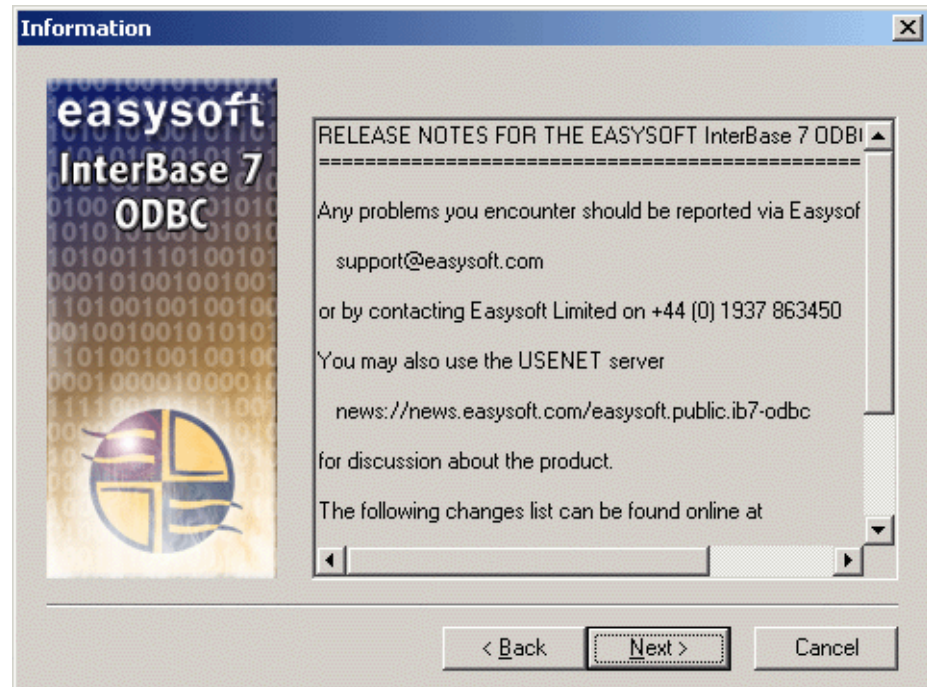 Information
easysoft
InterBase 7
ODBC
RELEASE NOTES FOR THE EASYSOFT InterBase 7 ODB
==============================================
Any problems you encounter should be reported via Easysof
support@easysoft.com
or by contacting Easysoft Limited on +44 (0) 1937 863450
You may also use the USENET server
news://news.easysoft.com/easysoft.public.ib7-odbc
for discussion about the product.
The following changes list can be found online at
< Back
Next >
Cancel